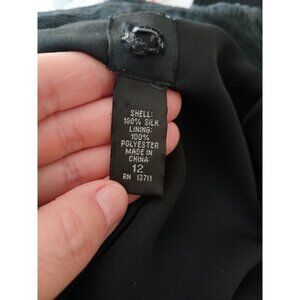 SHELL:
100% SILK
LINING:
100%
POLYESTER
MADE IN
CHINA
12
RN 13711